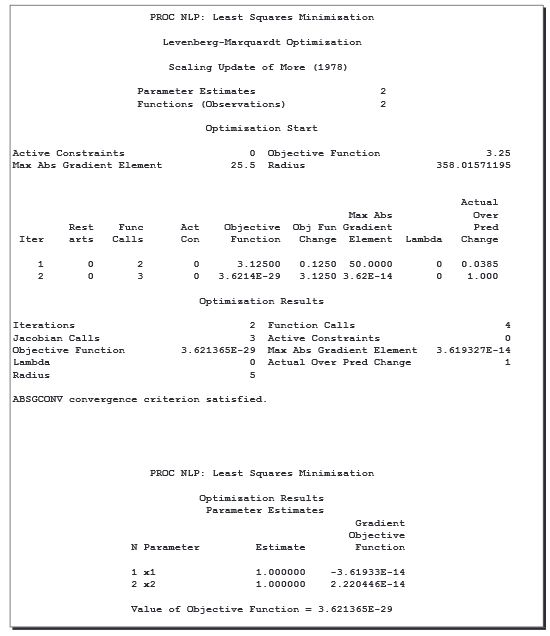 PROC NLP: Least Squares Minimization
Levenberg-Marquardt Optimization
Scaling Update of More (1978)
Parameter Estimates 2
Functions (Observations) 2
Optimization Start
Active Constraints 0 Objective Function 3.25
Max Abs Gradient Element 25.5 Radius 358.01571195
Actual
Max Abs Over
Rest Func Act Objective Obj Fun Gradient Pred
Iter arts Calls Con Function Change Element Lambda Change
1 0 2 0 3.12500 0.1250 50.0000 0 0.0385
2 0 3 0 3.6214E-29 3.1250 3.62E-14 0 1.000
Optimization Results
Iterations 2 Function Calls 4
Jacobian Calls 3 Active Constraints 0
Objective Function 3.621365E-29 Max Abs Gradient Element 3.619327E-14
Lambda 0 Actual Over Pred Change 1
Radius 5
ABSGCONV convergence criterion satisfied.
PROC NLP: Least Squares Minimization
Optimization Results
Parameter Estimates
Gradient
Objective
N Parameter Estimate Function
1 x1 1.000000 -3.61933E-14
2 x2 1.000000 2.220446E-14
Value of Objective Function = 3.621365E-29